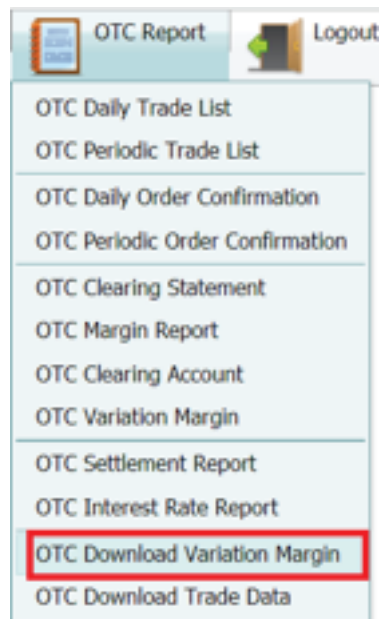 OTC Report Logout
OTC Daily Trade List
OTC Periodic Trade List
OTC Daily Order Confirmation
OTC Periodic Order Confirmation
OTC Clearing Statement
OTC Margin Report
OTC Clearing Account
OTC Variation Margin
OTC Settlement Report
OTC Interest Rate Report
OTC Download Variation Margin
OTC Download Trade Data